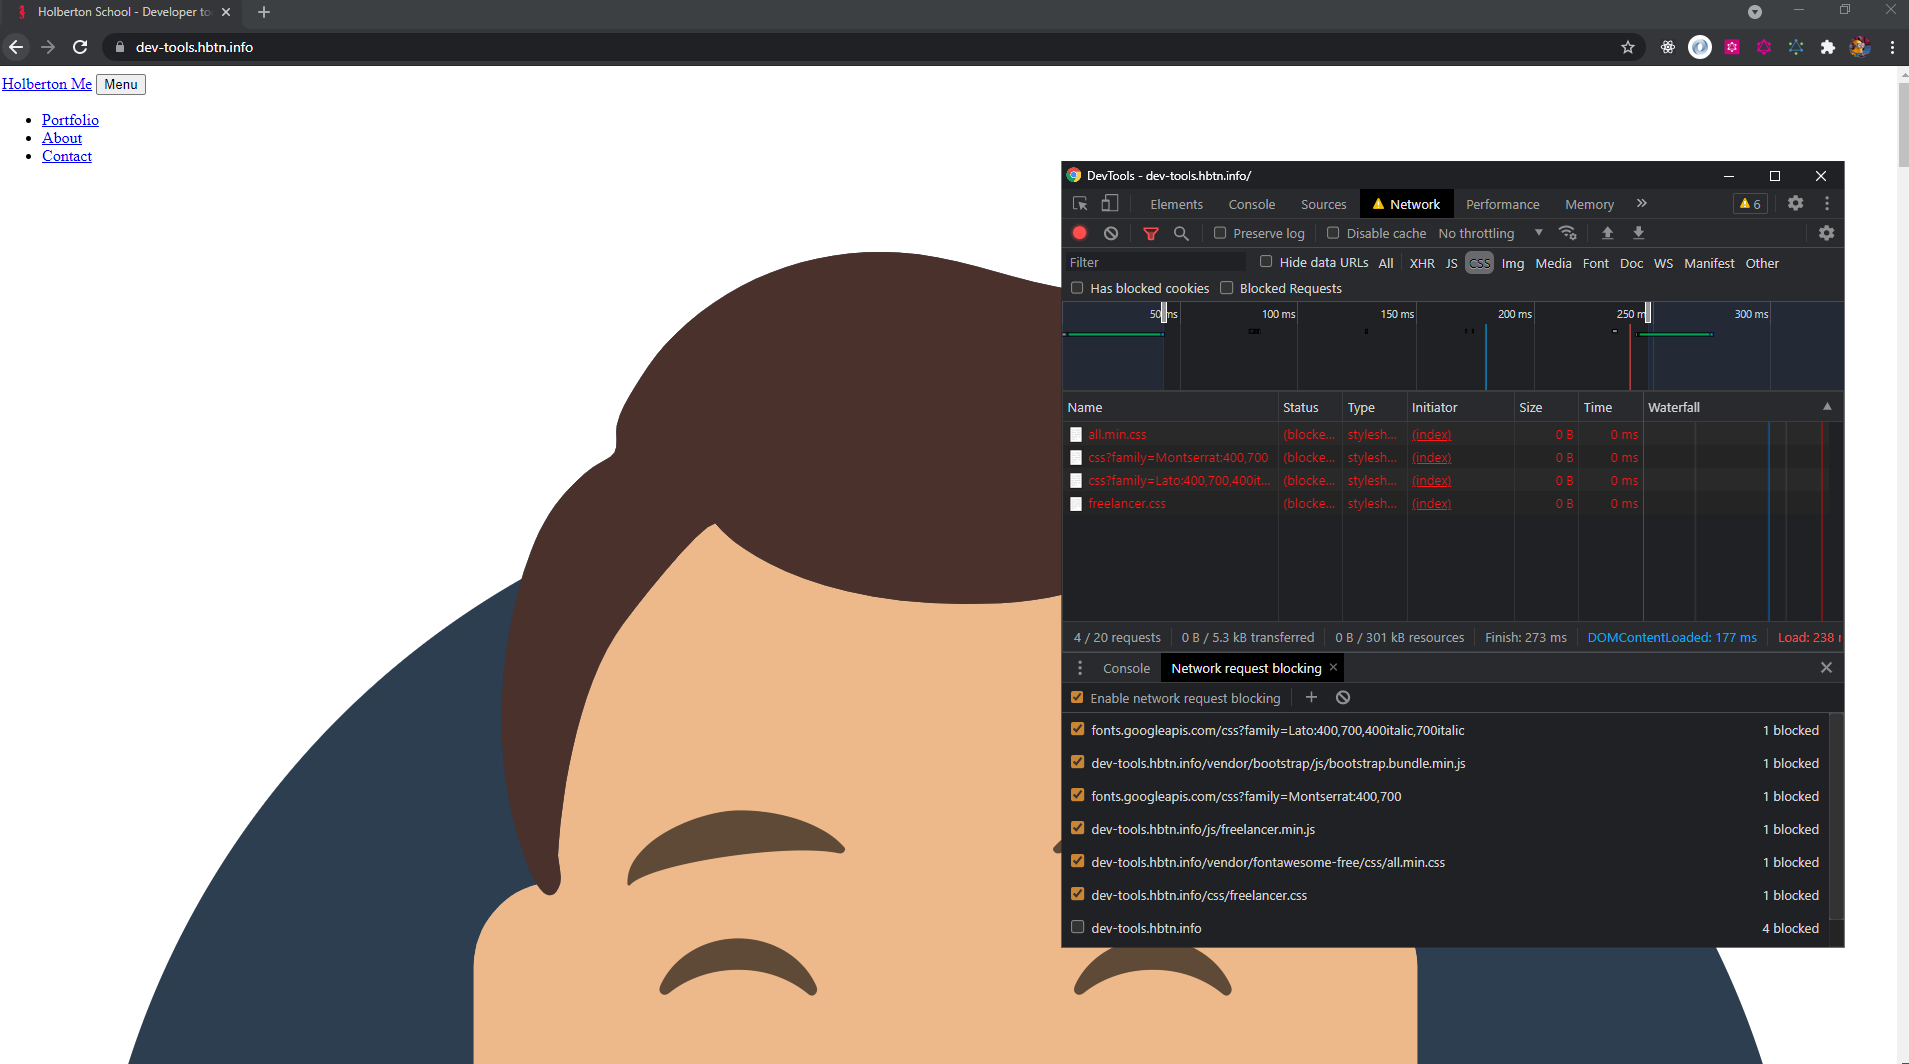 Holberton School - Developer to
dev-tools.hbtn.info
Holberton Me Menu
Portfolio
About
Contact
DevTools - dev-tools.hbtn.info/
Elements Console Sources Network Performance Memory » 6
Preserve log Disable cache No throttling
Filter Hide data URLs All XHR JS CSS Img Media Font Doc WS Manifest Other
Has blocked cookies Blocked Requests
50 ms 100 ms 150 ms 200 ms 250 m 300 ms
Name Status Type Initiator Size Time Waterfall
all.min.css (blocke... stylesh... (index) 0 B 0 ms
css?family=Montserrat:400,700 (blocke... stylesh... (index) 0 B 0 ms
css?family=Lato:400,700,400it... (blocke... stylesh... (index) 0 B 0 ms
freelancer.css (blocke... stylesh... (index) 0 B 0 ms
4 / 20 requests 0 B / 5.3 kB transferred 0 B / 301 kB resources Finish: 273 ms DOMContentLoaded: 177 ms Load: 238
Console Network request blocking
Enable network request blocking
fonts.googleapis.com/css?family=Lato:400,700,400italic,700italic 1 blocked
dev-tools.hbtn.info/vendor/bootstrap/js/bootstrap.bundle.min.js 1 blocked
fonts.googleapis.com/css?family=Montserrat:400,700 1 blocked
dev-tools.hbtn.info/js/freelancer.min.js 1 blocked
dev-tools.hbtn.info/vendor/fontawesome-free/css/all.min.css 1 blocked
dev-tools.hbtn.info/css/freelancer.css 1 blocked
dev-tools.hbtn.info 4 blocked